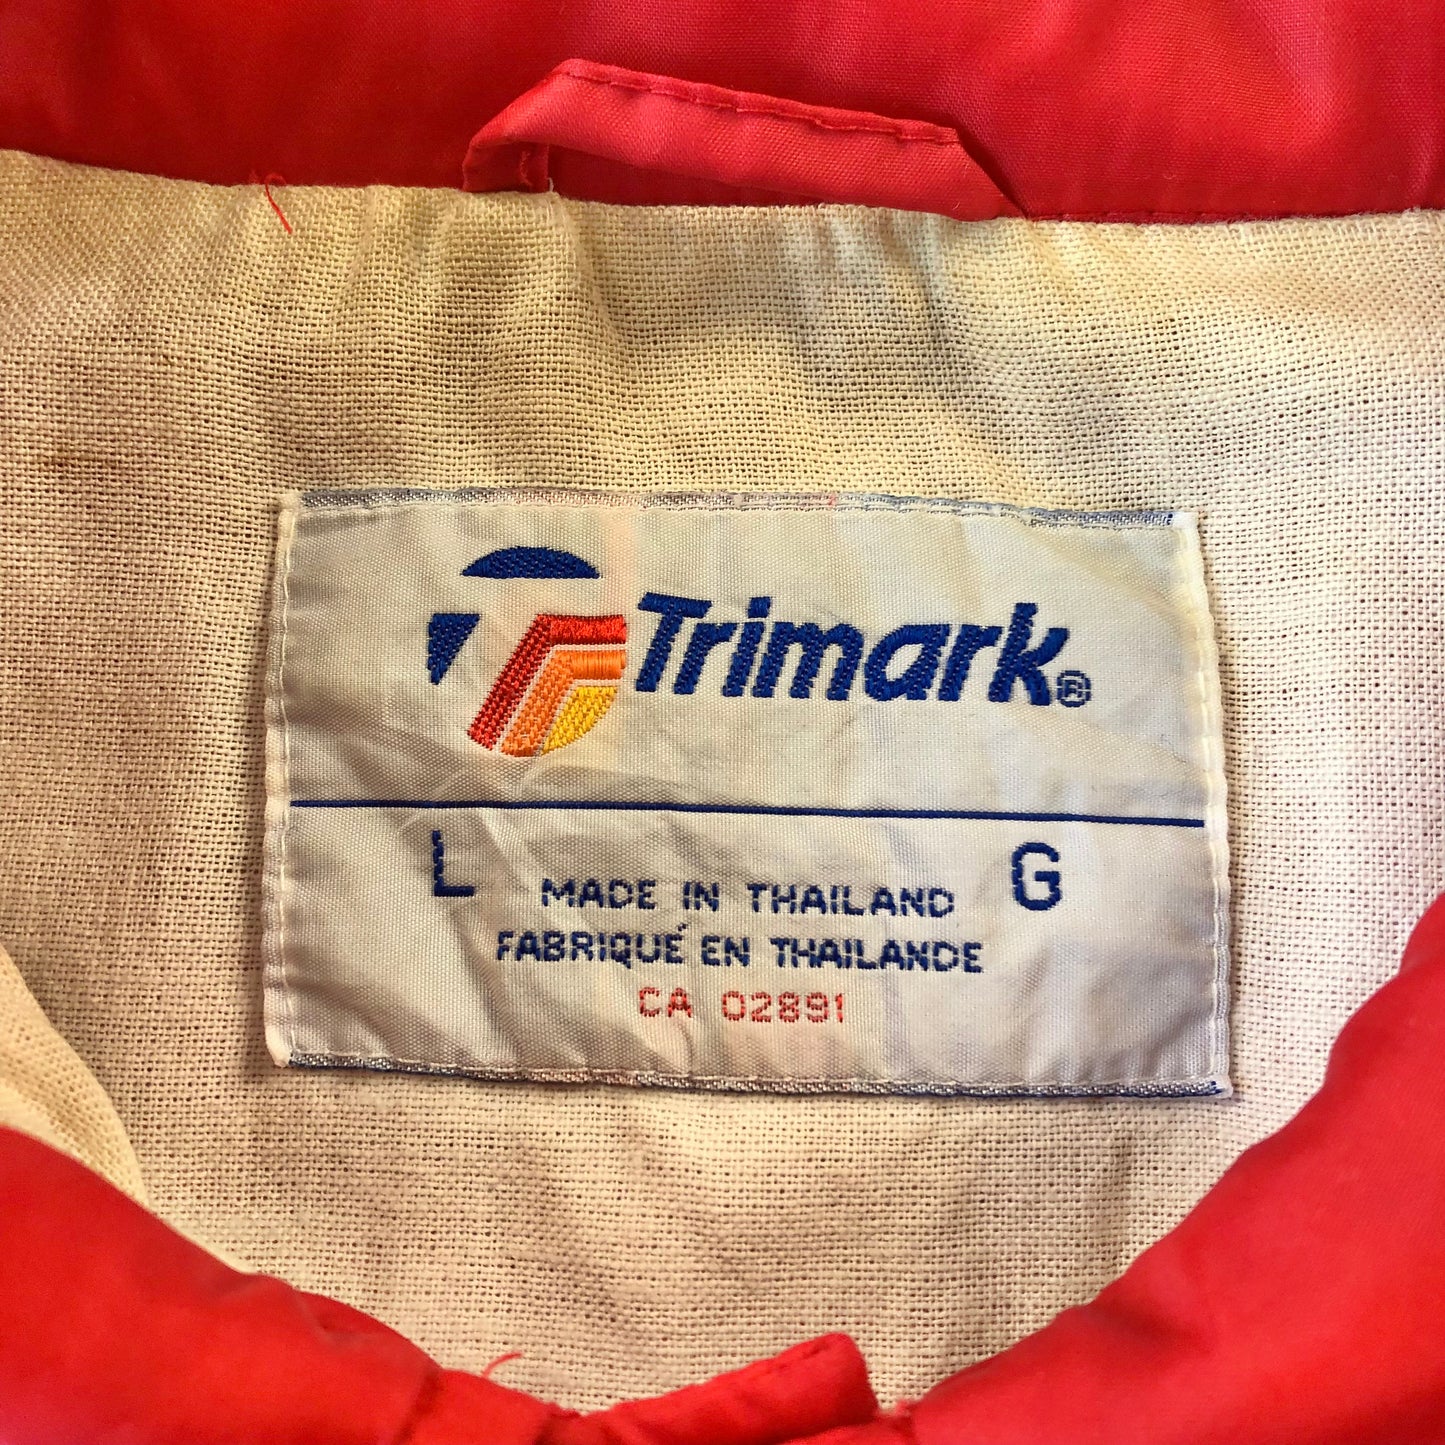 Trimark®
L G
MADE IN THAILAND
FABRIQUÉ EN THAILANDE
CA 02891